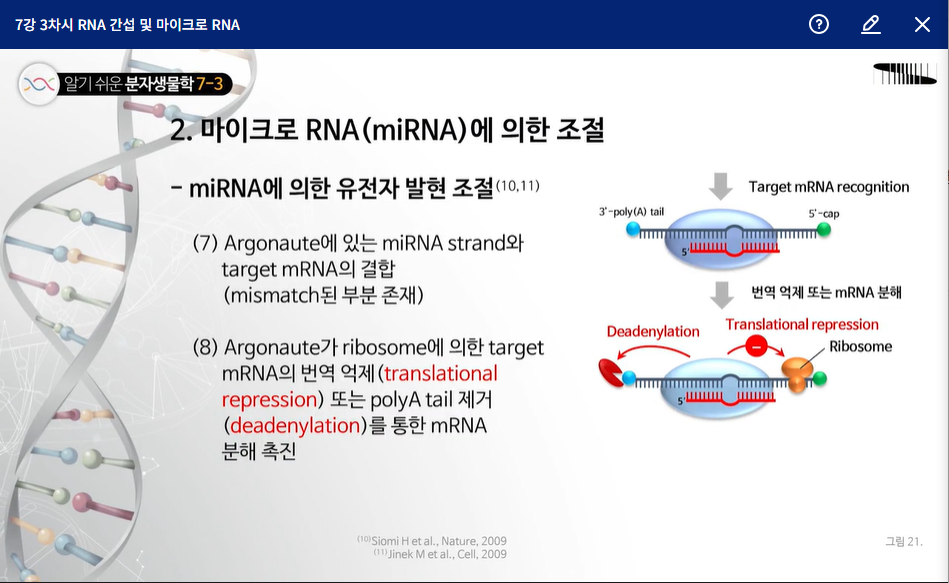 7강 3차시 RNA 간섭 및 마이크로 RNA
알기 쉬운 분자생물학 7-3
2. 마이크로 RNA(miRNA)에 의한 조절
- miRNA에 의한 유전자 발현 조절(10,11)
(7) Argonaute에 있는 miRNA strand와
target mRNA의 결합
(mismatch된 부분 존재)
(8) Argonaute가 ribosome에 의한 target
mRNA의 번역 억제(translational
repression) 또는 polyA tail 제거
(deadenylation)를 통한 mRNA
분해 촉진
Target mRNA recognition
3'-poly(A) tail
5'-cap
5'
번역 억제 또는 mRNA 분해
Deadenylation
Translational repression
Ribosome
5'
(10)Siomi H et al., Nature, 2009
(11)Jinek M et al., Cell, 2009
그림 21.